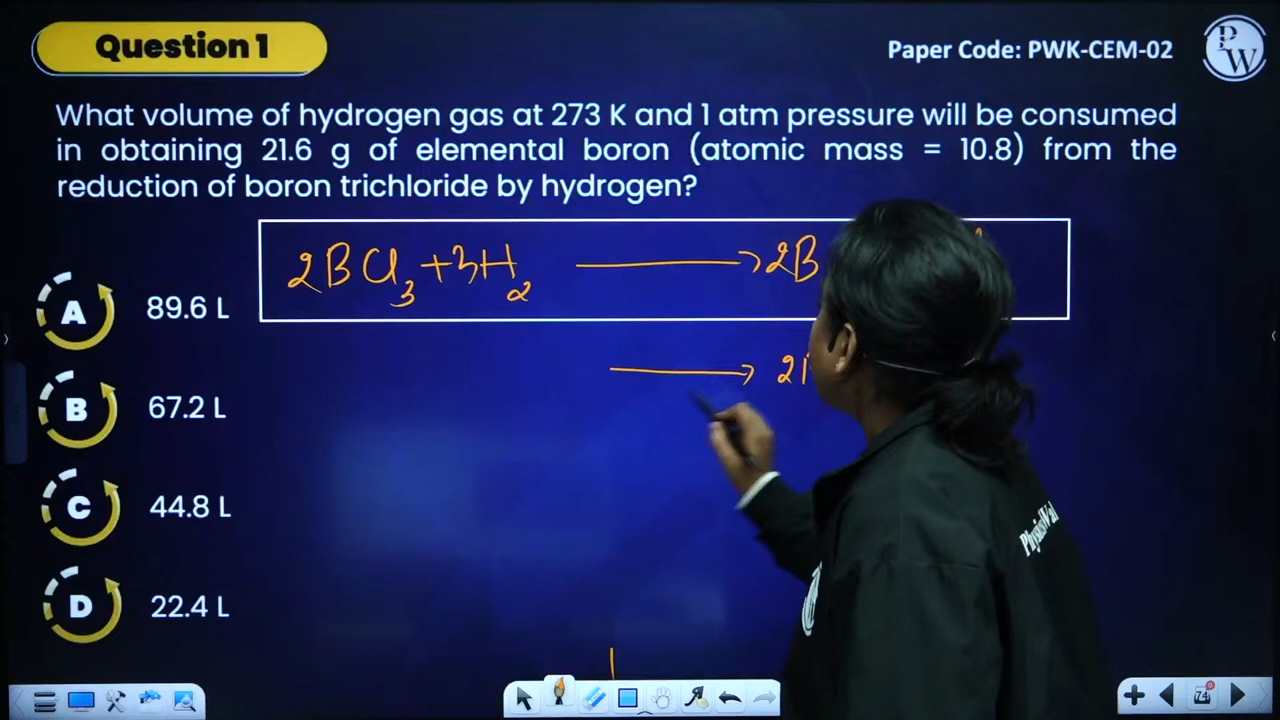 Question 1
Paper Code: PWK-CEM-02
PW
What volume of hydrogen gas at 273 K and 1 atm pressure will be consumed
in obtaining 21.6 g of elemental boron (atomic mass = 10.8) from the
reduction of boron trichloride by hydrogen?
2BCl₃ + 3H₂ → 2B
→ 2
A 89.6 L
B 67.2 L
C 44.8 L
D 22.4 L
74